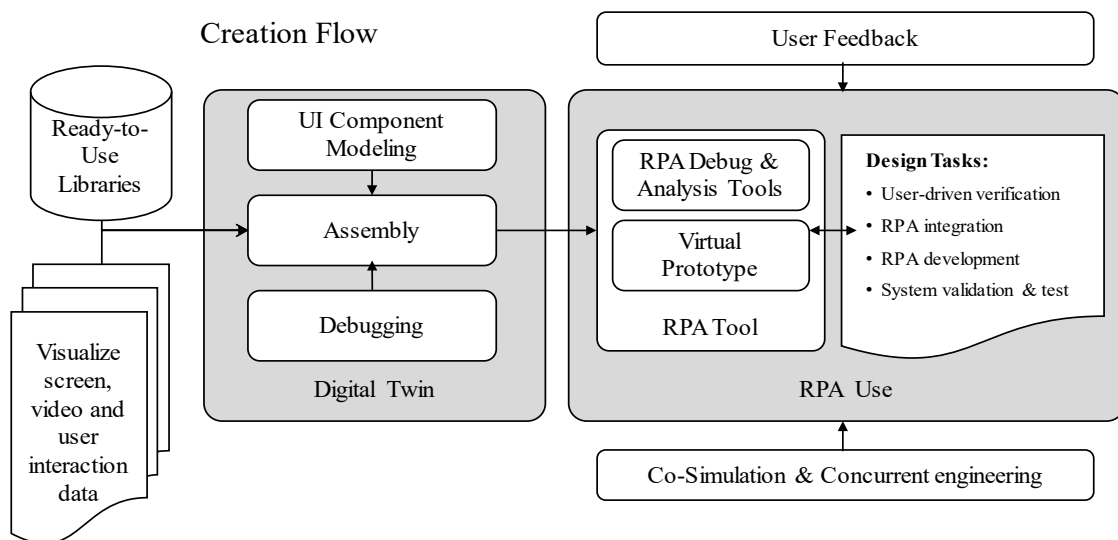 Creation Flow
User Feedback
Ready-to-
Use
Libraries
UI Component
Modeling
Assembly
Debugging
Digital Twin
RPA Debug &
Analysis Tools
Virtual
Prototype
RPA Tool
Design Tasks:
• User-driven verification
• RPA integration
• RPA development
• System validation & test
RPA Use
Visualize
screen,
video and
user
interaction
data
Co-Simulation & Concurrent engineering